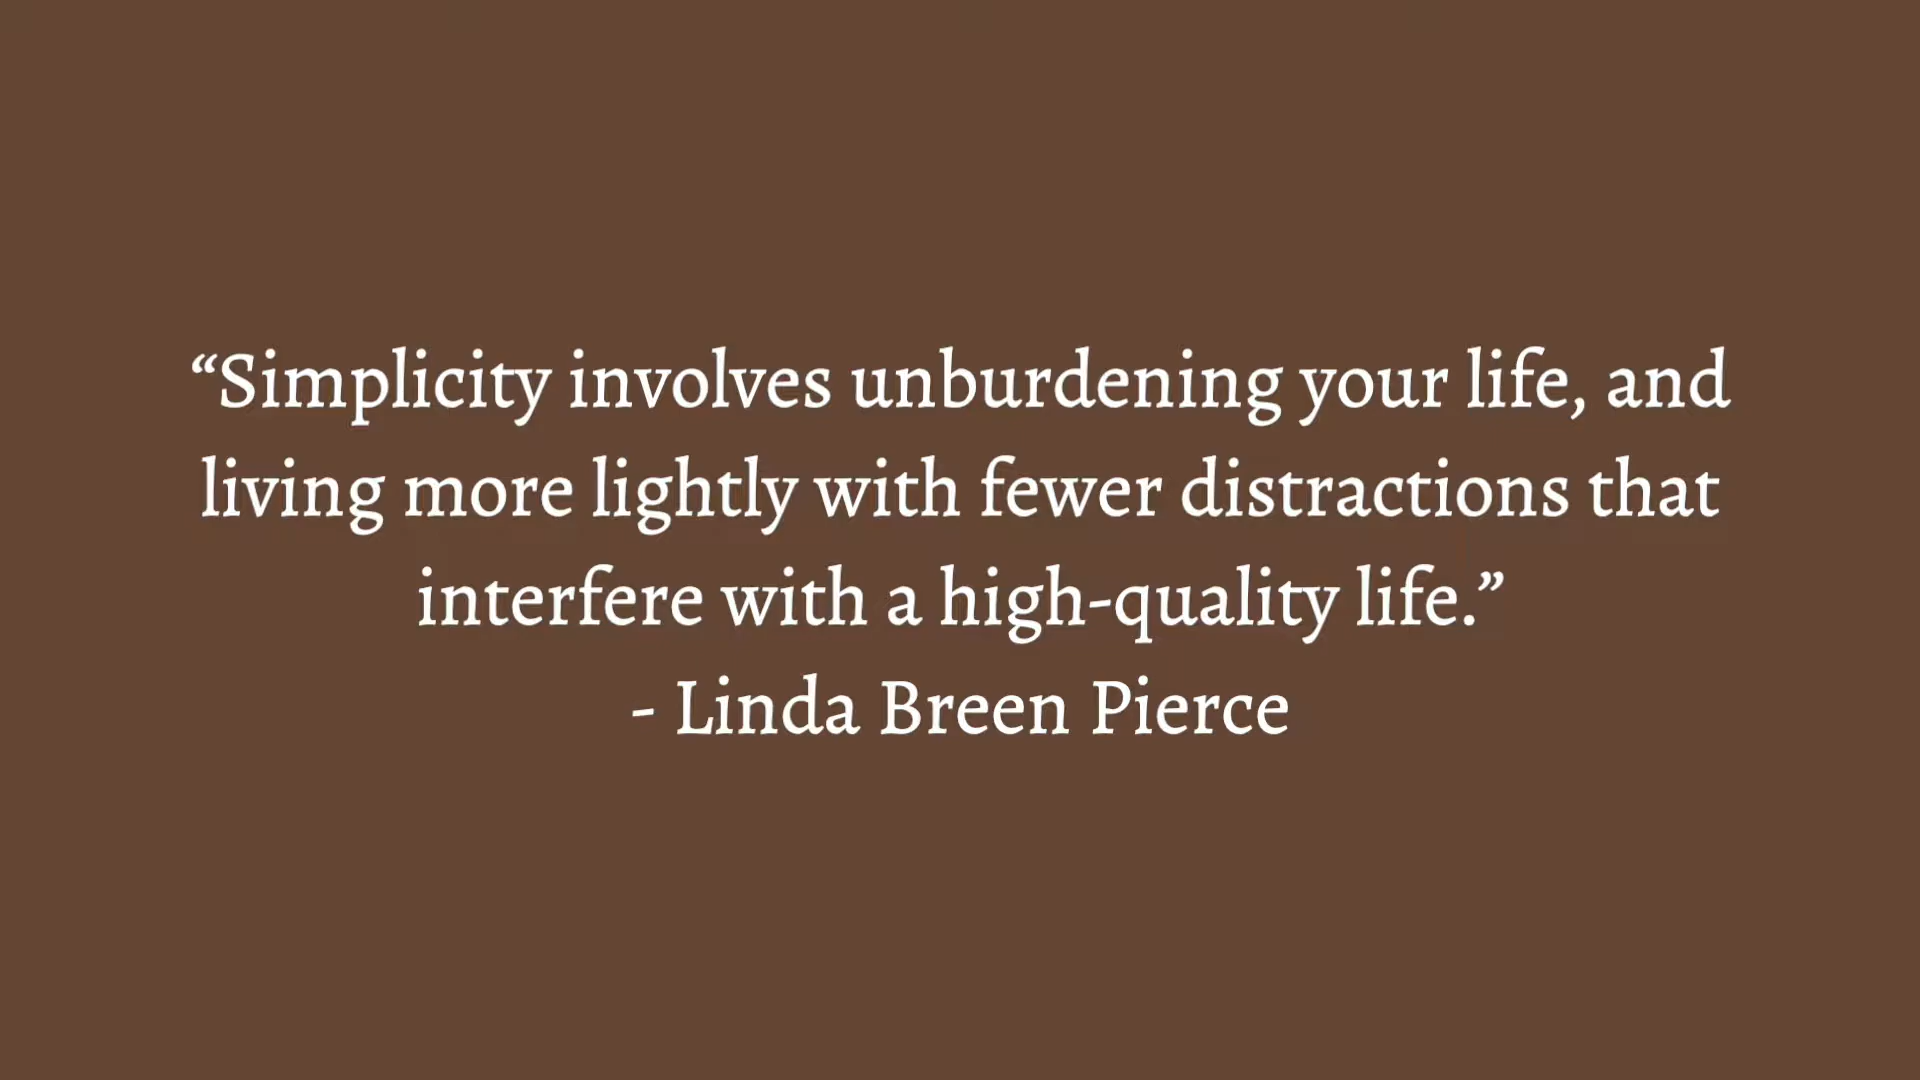 “Simplicity involves unburdening your life, and
living more lightly with fewer distractions that
interfere with a high-quality life.”
- Linda Breen Pierce